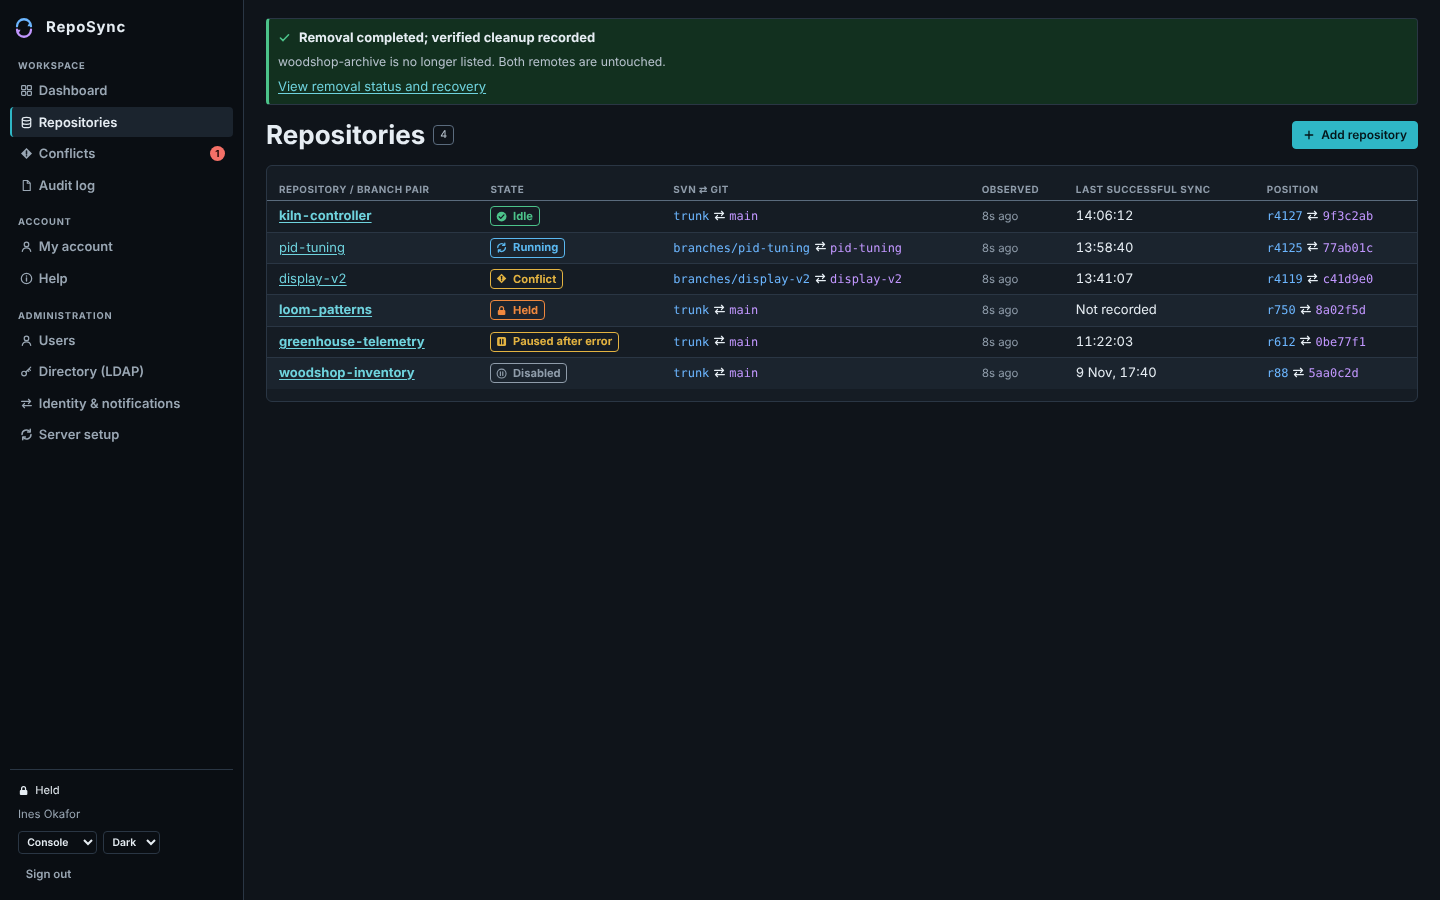 RepoSync
WORKSPACE
Dashboard
Repositories
Conflicts 1
Audit log
ACCOUNT
My account
Help
ADMINISTRATION
Users
Directory (LDAP)
Identity & notifications
Server setup
Held
Ines Okafor
Console Dark
Sign out
Removal completed; verified cleanup recorded
woodshop-archive is no longer listed. Both remotes are untouched.
View removal status and recovery
Repositories 4
+ Add repository
REPOSITORY / BRANCH PAIR STATE SVN ⇄ GIT OBSERVED LAST SUCCESSFUL SYNC POSITION
kiln-controller Idle trunk ⇄ main 8s ago 14:06:12 r4127 ⇄ 9f3c2ab
pid-tuning Running branches/pid-tuning ⇄ pid-tuning 8s ago 13:58:40 r4125 ⇄ 77ab01c
display-v2 Conflict branches/display-v2 ⇄ display-v2 8s ago 13:41:07 r4119 ⇄ c41d9e0
loom-patterns Held trunk ⇄ main 8s ago Not recorded r750 ⇄ 8a02f5d
greenhouse-telemetry Paused after error trunk ⇄ main 8s ago 11:22:03 r612 ⇄ 0be77f1
woodshop-inventory Disabled trunk ⇄ main 8s ago 9 Nov, 17:40 r88 ⇄ 5aa0c2d